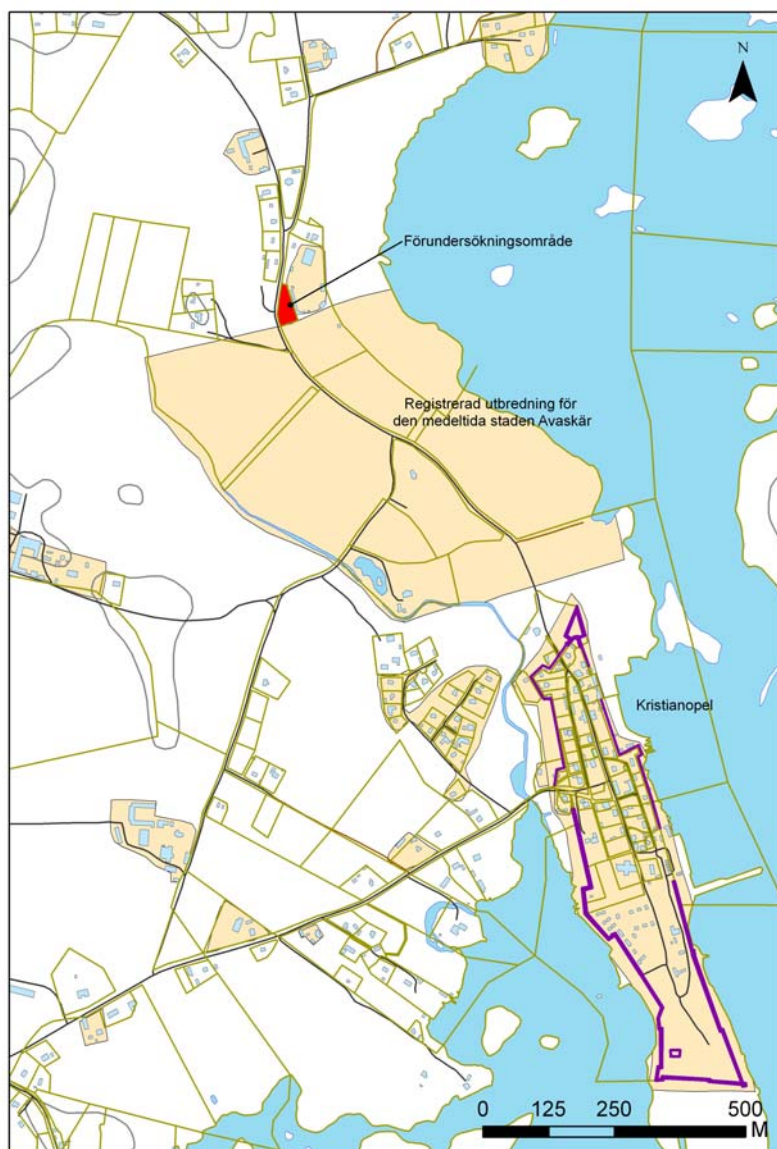 N
Förundersökningsområde
Registrerad utbredning för
den medeltida staden Avaskär
Kristianopel
0 125 250 500
M